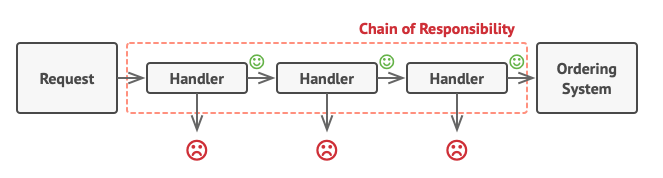 Chain of Responsibility
Request
Handler
Handler
Handler
Ordering
System